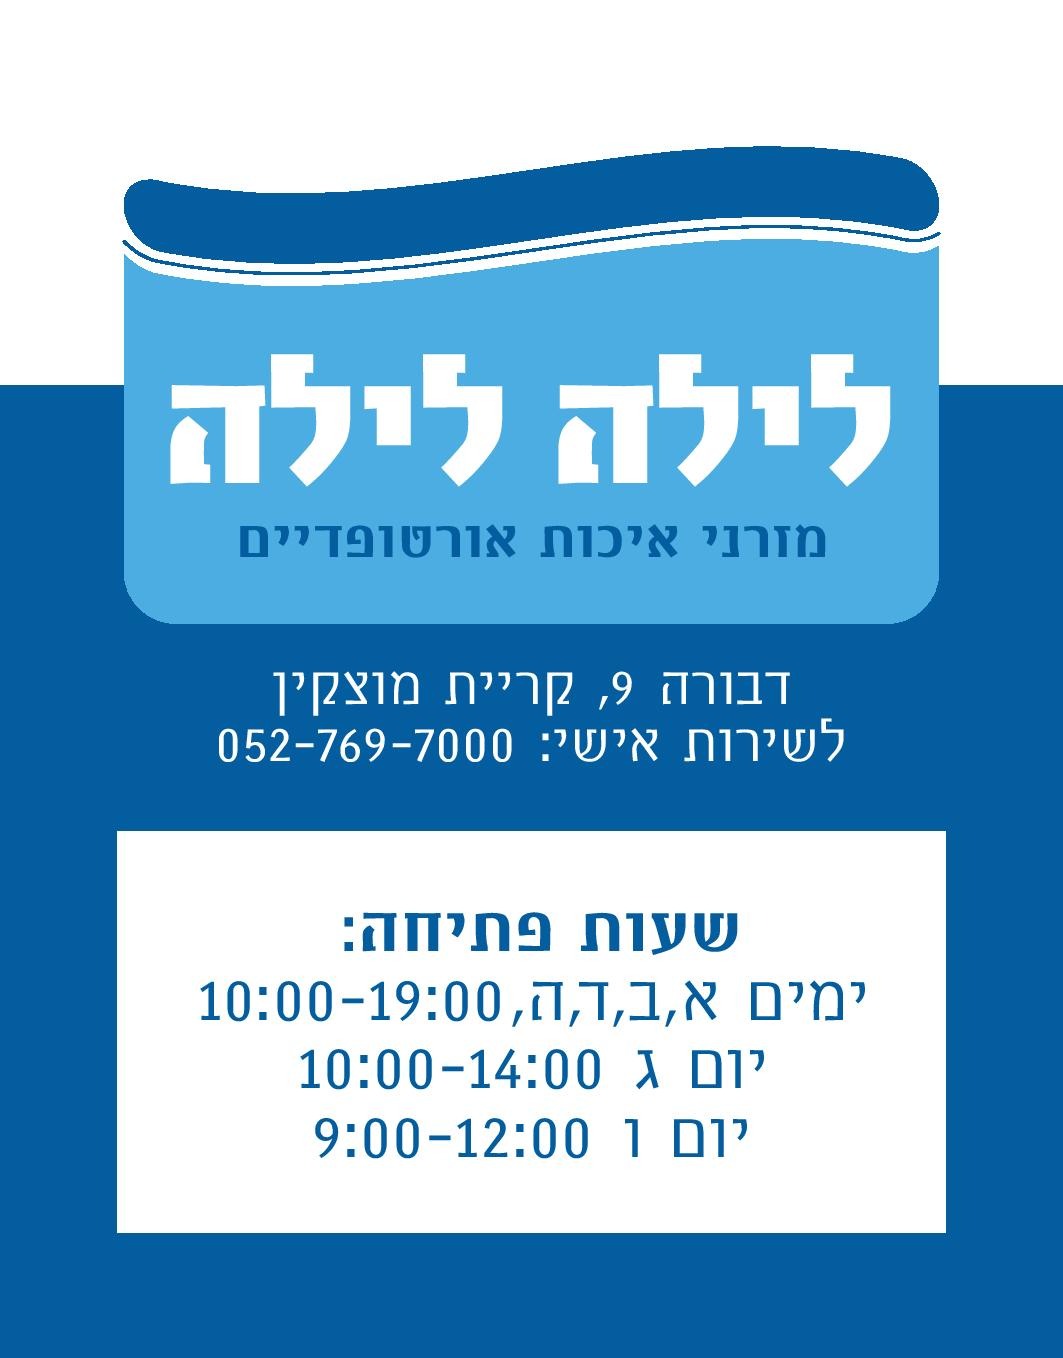 לילה לילה
מזרני איכות אורטופדיים
דבורה 9, קריית מוצקין
לשירות אישי: 052-769-7000
שעות פתיחה:
ימים א,ב,ד,ה, 10:00-19:00
יום ג 10:00-14:00
יום ו 9:00-12:00